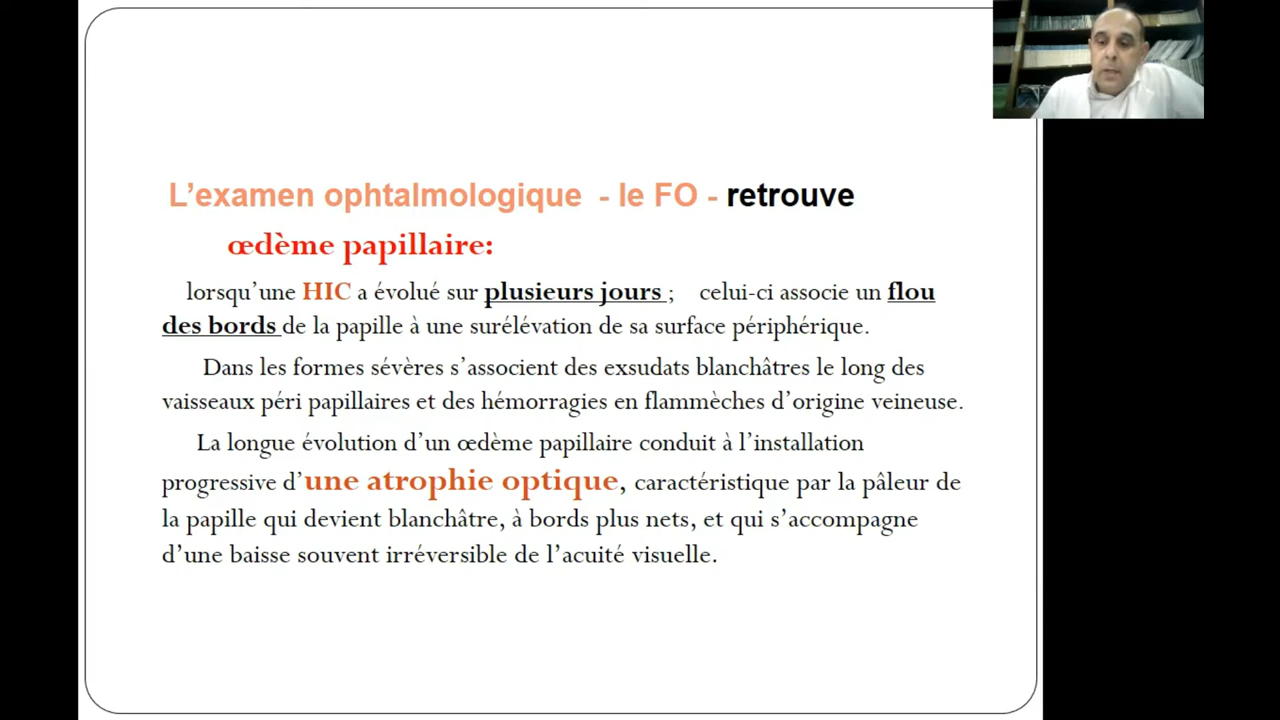 L’examen ophtalmologique - le FO - retrouve
œdème papillaire:
lorsqu’une HIC a évolué sur plusieurs jours ; celui-ci associe un flou
des bords de la papille à une surélévation de sa surface périphérique.
Dans les formes sévères s’associent des exsudats blanchâtres le long des
vaisseaux péri papillaires et des hémorragies en flammèches d’origine veineuse.
La longue évolution d’un œdème papillaire conduit à l’installation
progressive d’une atrophie optique, caractéristique par la pâleur de
la papille qui devient blanchâtre, à bords plus nets, et qui s’accompagne
d’une baisse souvent irréversible de l’acuité visuelle.